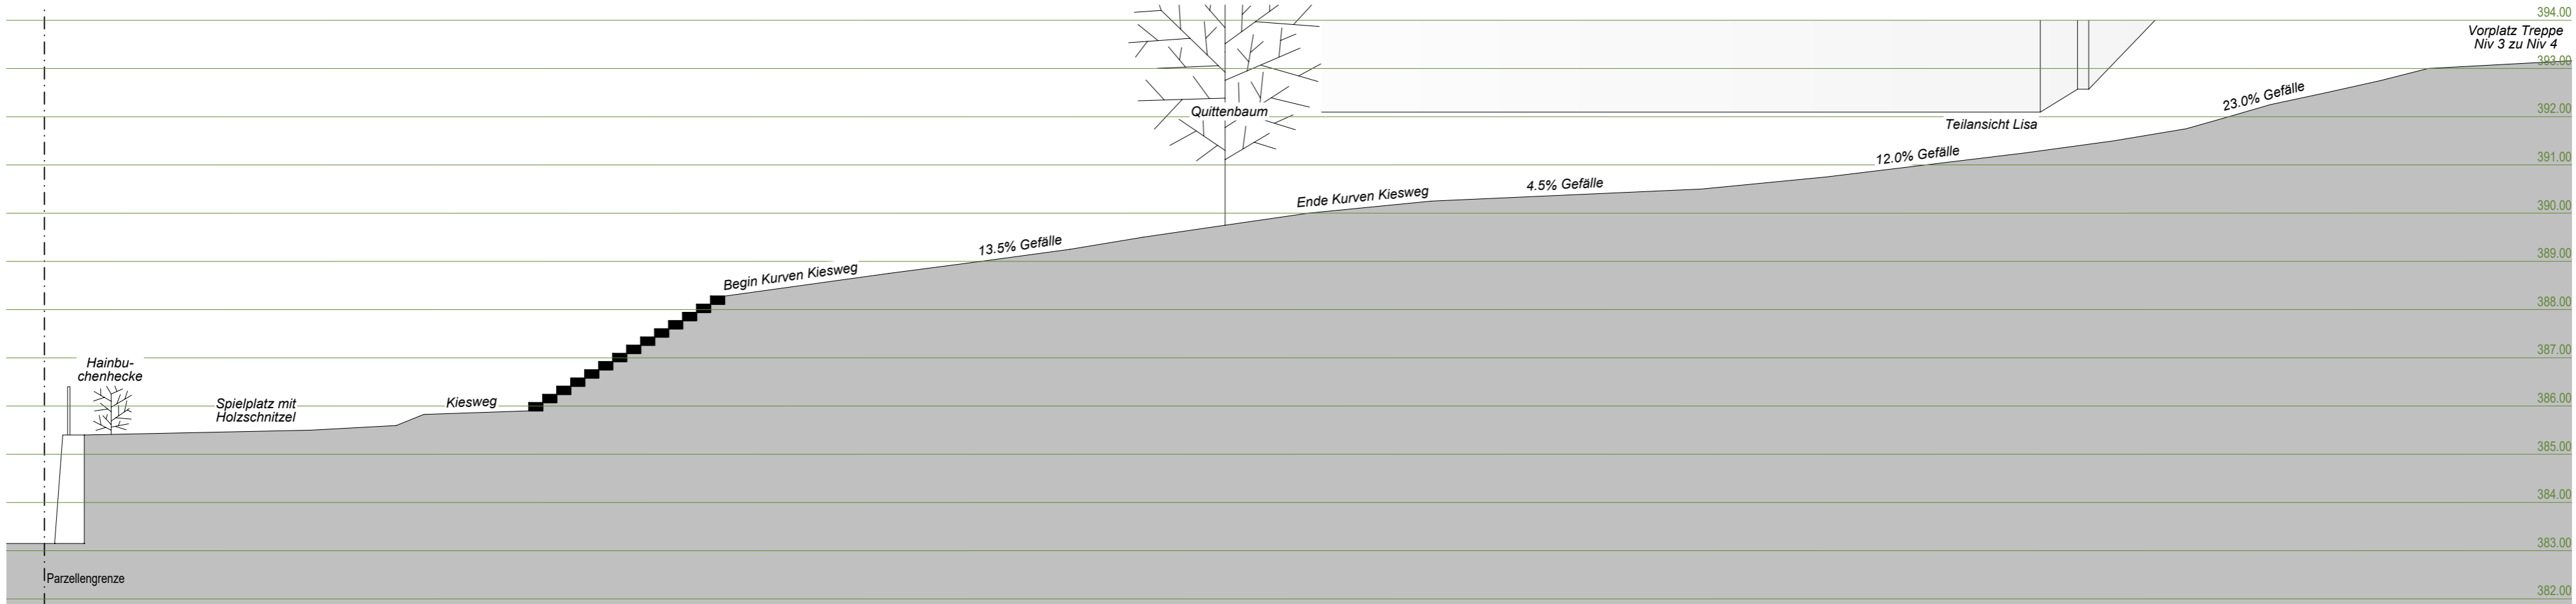 394.00
Vorplatz Treppe
Niv 3 zu Niv 4
393.00
23.0% Gefälle
392.00
Quittenbaum
Teilansicht Lisa
391.00
12.0% Gefälle
4.5% Gefälle
Ende Kurven Kiesweg
390.00
13.5% Gefälle
389.00
Begin Kurven Kiesweg
388.00
387.00
Hainbu-
chenhecke
386.00
Kiesweg
Spielplatz mit
Holzschnitzel
385.00
384.00
383.00
Parzellengrenze
382.00